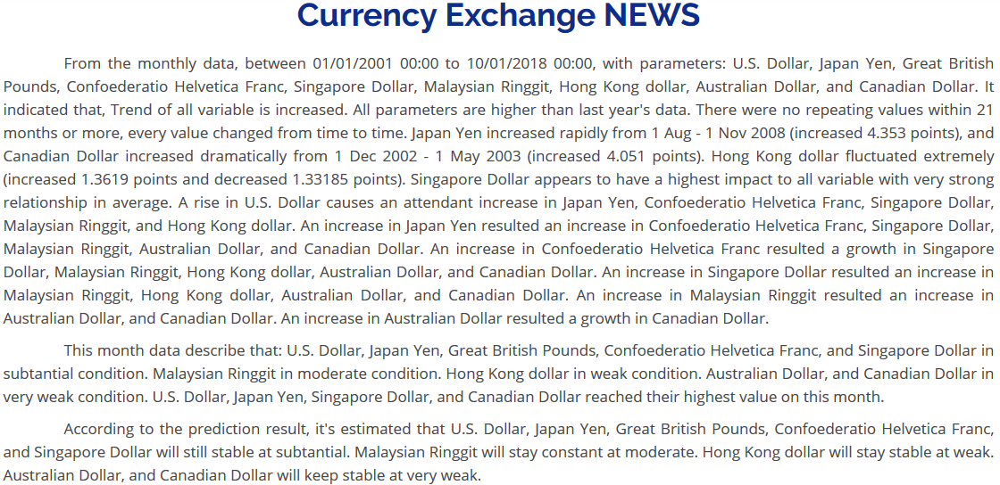 Currency Exchange NEWS
From the monthly data, between 01/01/2001 00:00 to 10/01/2018 00:00, with parameters: U.S. Dollar, Japan Yen, Great British
Pounds, Confoederatio Helvetica Franc, Singapore Dollar, Malaysian Ringgit, Hong Kong dollar, Australian Dollar, and Canadian Dollar. It
indicated that, Trend of all variable is increased. All parameters are higher than last year's data. There were no repeating values within 21
months or more, every value changed from time to time. Japan Yen increased rapidly from 1 Aug - 1 Nov 2008 (increased 4.353 points), and
Canadian Dollar increased dramatically from 1 Dec 2002 - 1 May 2003 (increased 4.051 points). Hong Kong dollar fluctuated extremely
(increased 1.3619 points and decreased 1.33185 points). Singapore Dollar appears to have a highest impact to all variable with very strong
relationship in average. A rise in U.S. Dollar causes an attendant increase in Japan Yen, Confoederatio Helvetica Franc, Singapore Dollar,
Malaysian Ringgit, and Hong Kong dollar. An increase in Japan Yen resulted an increase in Confoederatio Helvetica Franc, Singapore Dollar,
Malaysian Ringgit, Australian Dollar, and Canadian Dollar. An increase in Confoederatio Helvetica Franc resulted a growth in Singapore
Dollar, Malaysian Ringgit, Hong Kong dollar, Australian Dollar, and Canadian Dollar. An increase in Singapore Dollar resulted an increase in
Malaysian Ringgit, Hong Kong dollar, Australian Dollar, and Canadian Dollar. An increase in Malaysian Ringgit resulted an increase in
Australian Dollar, and Canadian Dollar. An increase in Australian Dollar resulted a growth in Canadian Dollar.
This month data describe that: U.S. Dollar, Japan Yen, Great British Pounds, Confoederatio Helvetica Franc, and Singapore Dollar in
subtantial condition. Malaysian Ringgit in moderate condition. Hong Kong dollar in weak condition. Australian Dollar, and Canadian Dollar in
very weak condition. U.S. Dollar, Japan Yen, Singapore Dollar, and Canadian Dollar reached their highest value on this month.
According to the prediction result, it's estimated that U.S. Dollar, Japan Yen, Great British Pounds, Confoederatio Helvetica Franc,
and Singapore Dollar will still stable at subtantial. Malaysian Ringgit will stay constant at moderate. Hong Kong dollar will stay stable at weak.
Australian Dollar, and Canadian Dollar will keep stable at very weak.